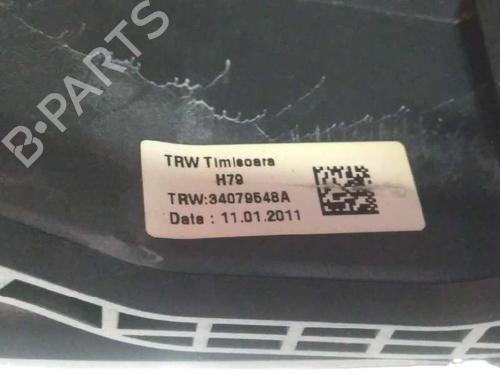 B-PARTS
TRW Timisoara
H79
TRW:34079548A
Date : 11.01.2011